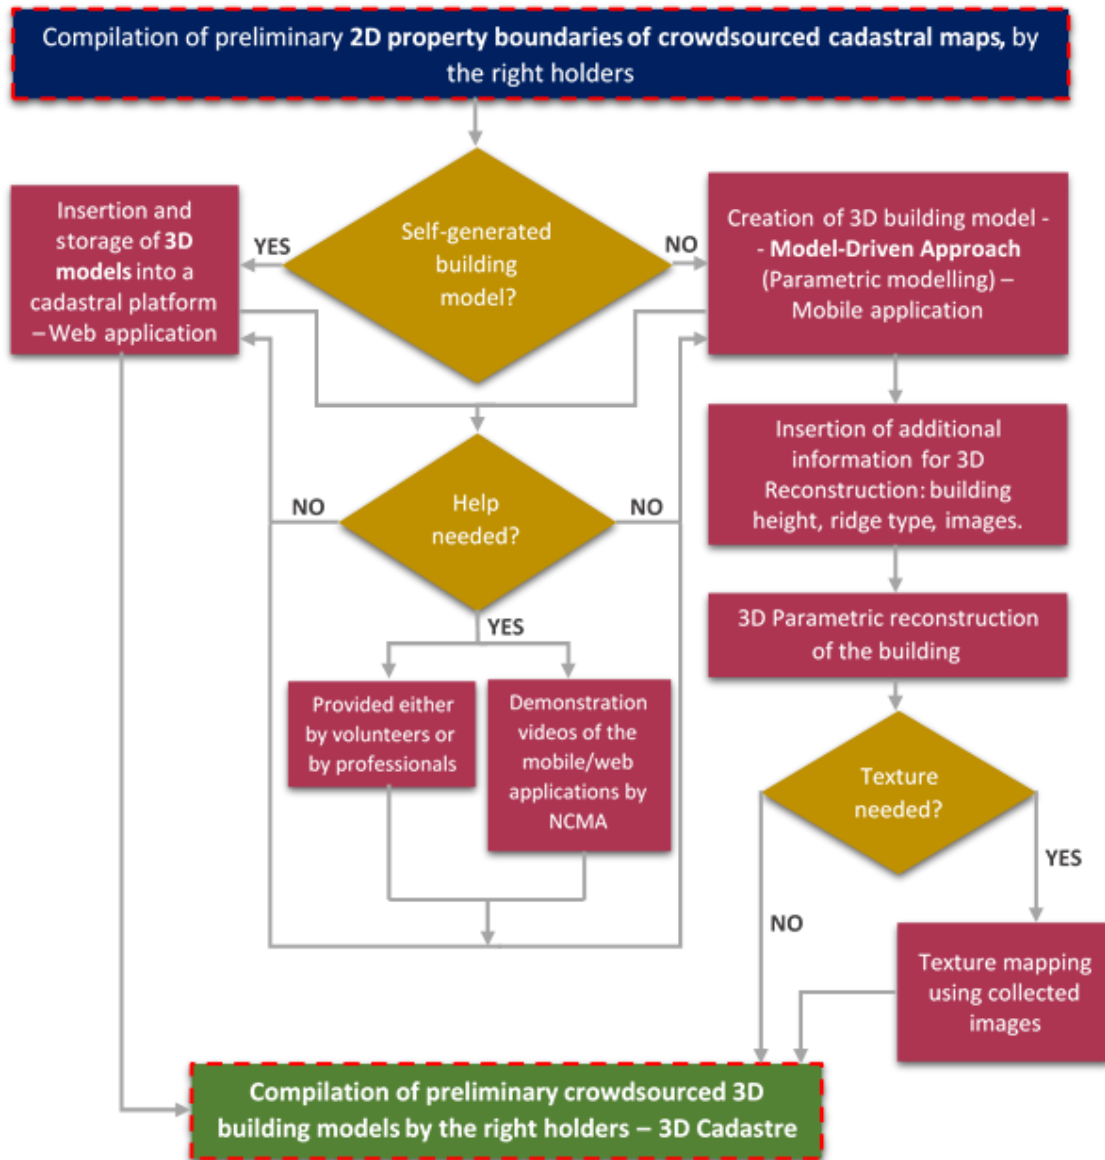 Compilation of preliminary 2D property boundaries of crowdsourced cadastral maps, by
the right holders
Insertion and
storage of 3D
models into a
cadastral platform
– Web application
YES
Self-generated
building
model?
NO
Creation of 3D building model -
- Model-Driven Approach
(Parametric modelling) –
Mobile application
Insertion of additional
information for 3D
Reconstruction: building
height, ridge type, images.
NO
Help
needed?
NO
YES
3D Parametric reconstruction
of the building
Provided either
by volunteers or
by professionals
Demonstration
videos of the
mobile/web
applications by
NCMA
Texture
needed?
YES
NO
Texture mapping
using collected
images
Compilation of preliminary crowdsourced 3D
building models by the right holders – 3D Cadastre